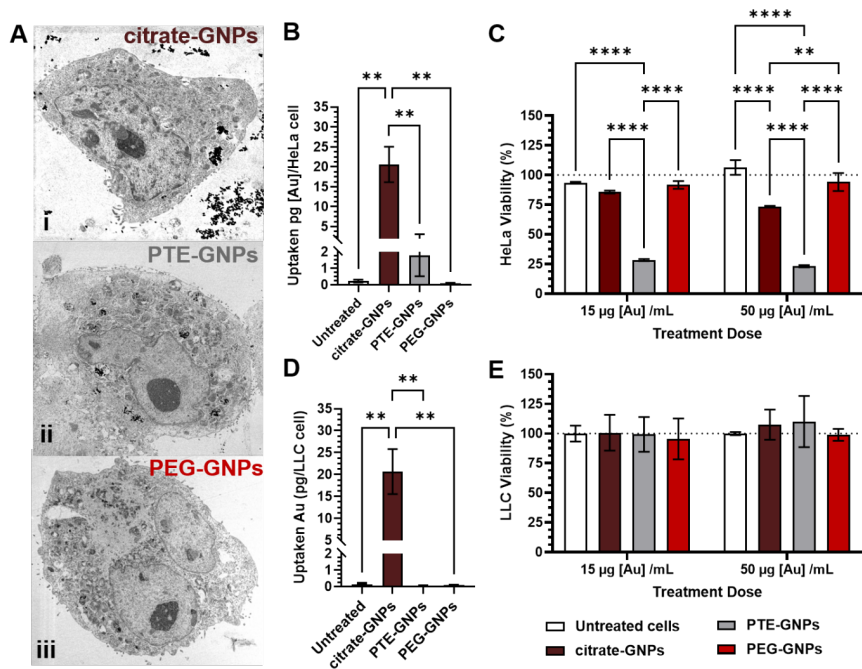 A
citrate-GNPs
i
PTE-GNPs
ii
PEG-GNPs
iii
B
** **
**
Uptaken pg [Au]/HeLa cell
35
30
25
20
15
10
5
2
1
0
Untreated
citrate-GNPs
PTE-GNPs
PEG-GNPs
C
****
**** **
**** **** ****
**** ****
HeLa Viability (%)
150
125
100
75
50
25
0
15 µg [Au] /mL 50 µg [Au] /mL
Treatment Dose
D
**
** **
Uptaken Au (pg/LLC cell)
35
30
25
20
15
10
5
2
1
0
Untreated
citrate-GNPs
PTE-GNPs
PEG-GNPs
E
LLC Viability (%)
150
125
100
75
50
25
0
15 µg [Au] /mL 50 µg [Au] /mL
Treatment Dose
Untreated cells PTE-GNPs
citrate-GNPs PEG-GNPs